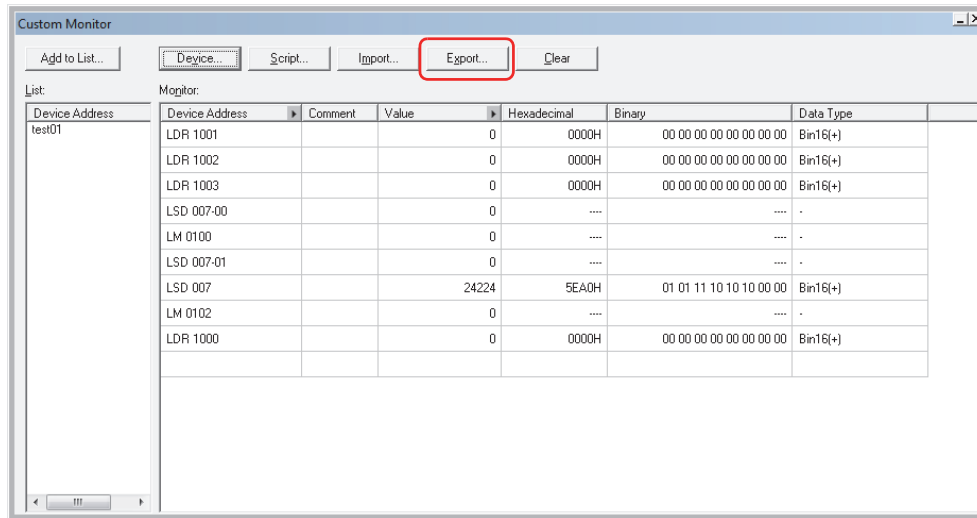 Custom Monitor
Add to List... Device... Script... Import... Export... Clear
List: Monitor:
Device Address Device Address Comment Value Hexadecimal Binary Data Type
test01 LDR 1001 0 0000H 00 00 00 00 00 00 00 00 Bin16(+)
LDR 1002 0 0000H 00 00 00 00 00 00 00 00 Bin16(+)
LDR 1003 0 0000H 00 00 00 00 00 00 00 00 Bin16(+)
LSD 007-00 0 ---- ---- -
LM 0100 0 ---- ---- -
LSD 007-01 0 ---- ---- -
LSD 007 24224 5EA0H 01 01 11 10 10 10 00 00 Bin16(+)
LM 0102 0 ---- ---- -
LDR 1000 0 0000H 00 00 00 00 00 00 00 00 Bin16(+)